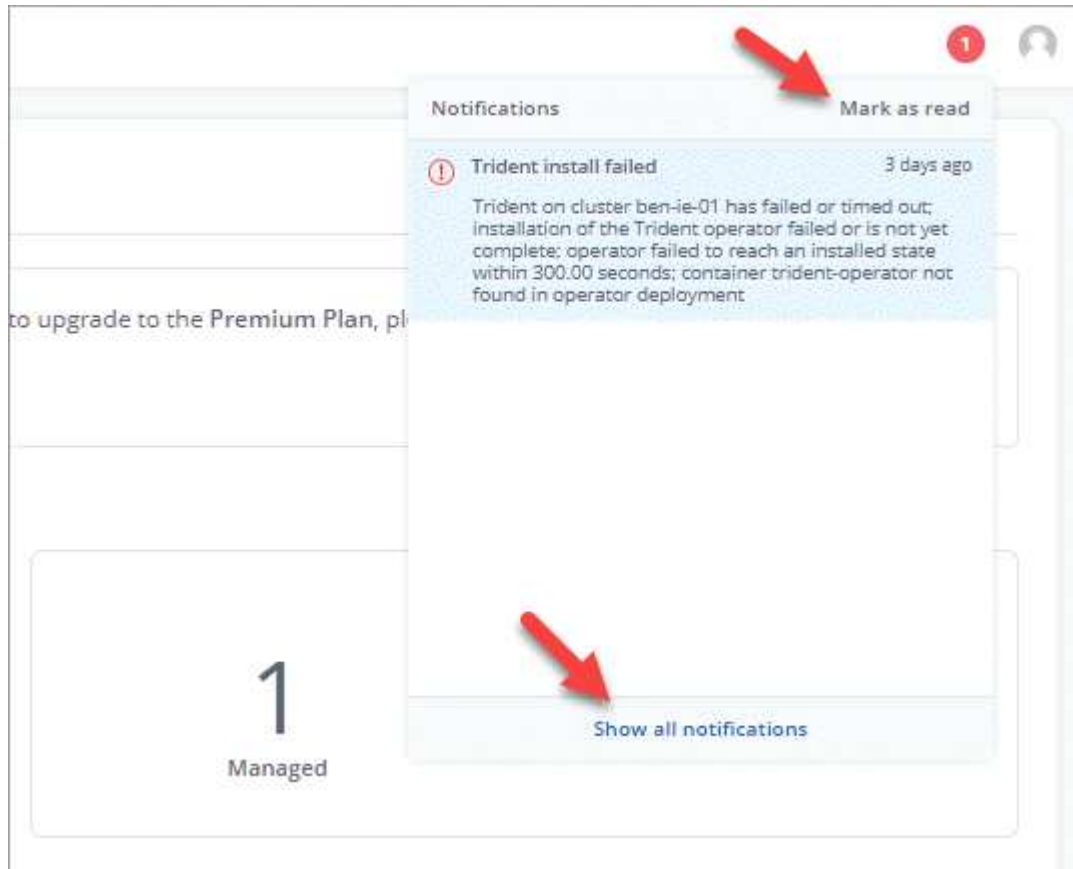 1
Notifications
Mark as read
Trident install failed
3 days ago
Trident on cluster ben-ie-01 has failed or timed out;
installation of the Trident operator failed or is not yet
complete; operator failed to reach an installed state
within 300.00 seconds; container trident-operator not
found in operator deployment
to upgrade to the Premium Plan, pl
1
Managed
Show all notifications